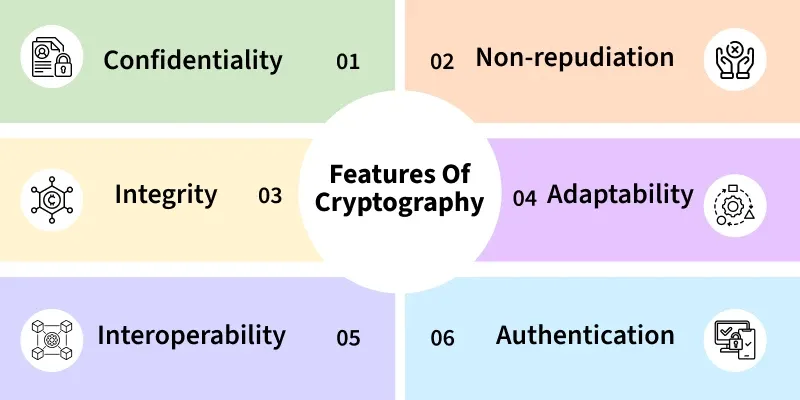 Confidentiality 01
02 Non-repudiation
Features Of
Cryptography
Integrity 03
04 Adaptability
Interoperability 05
06 Authentication